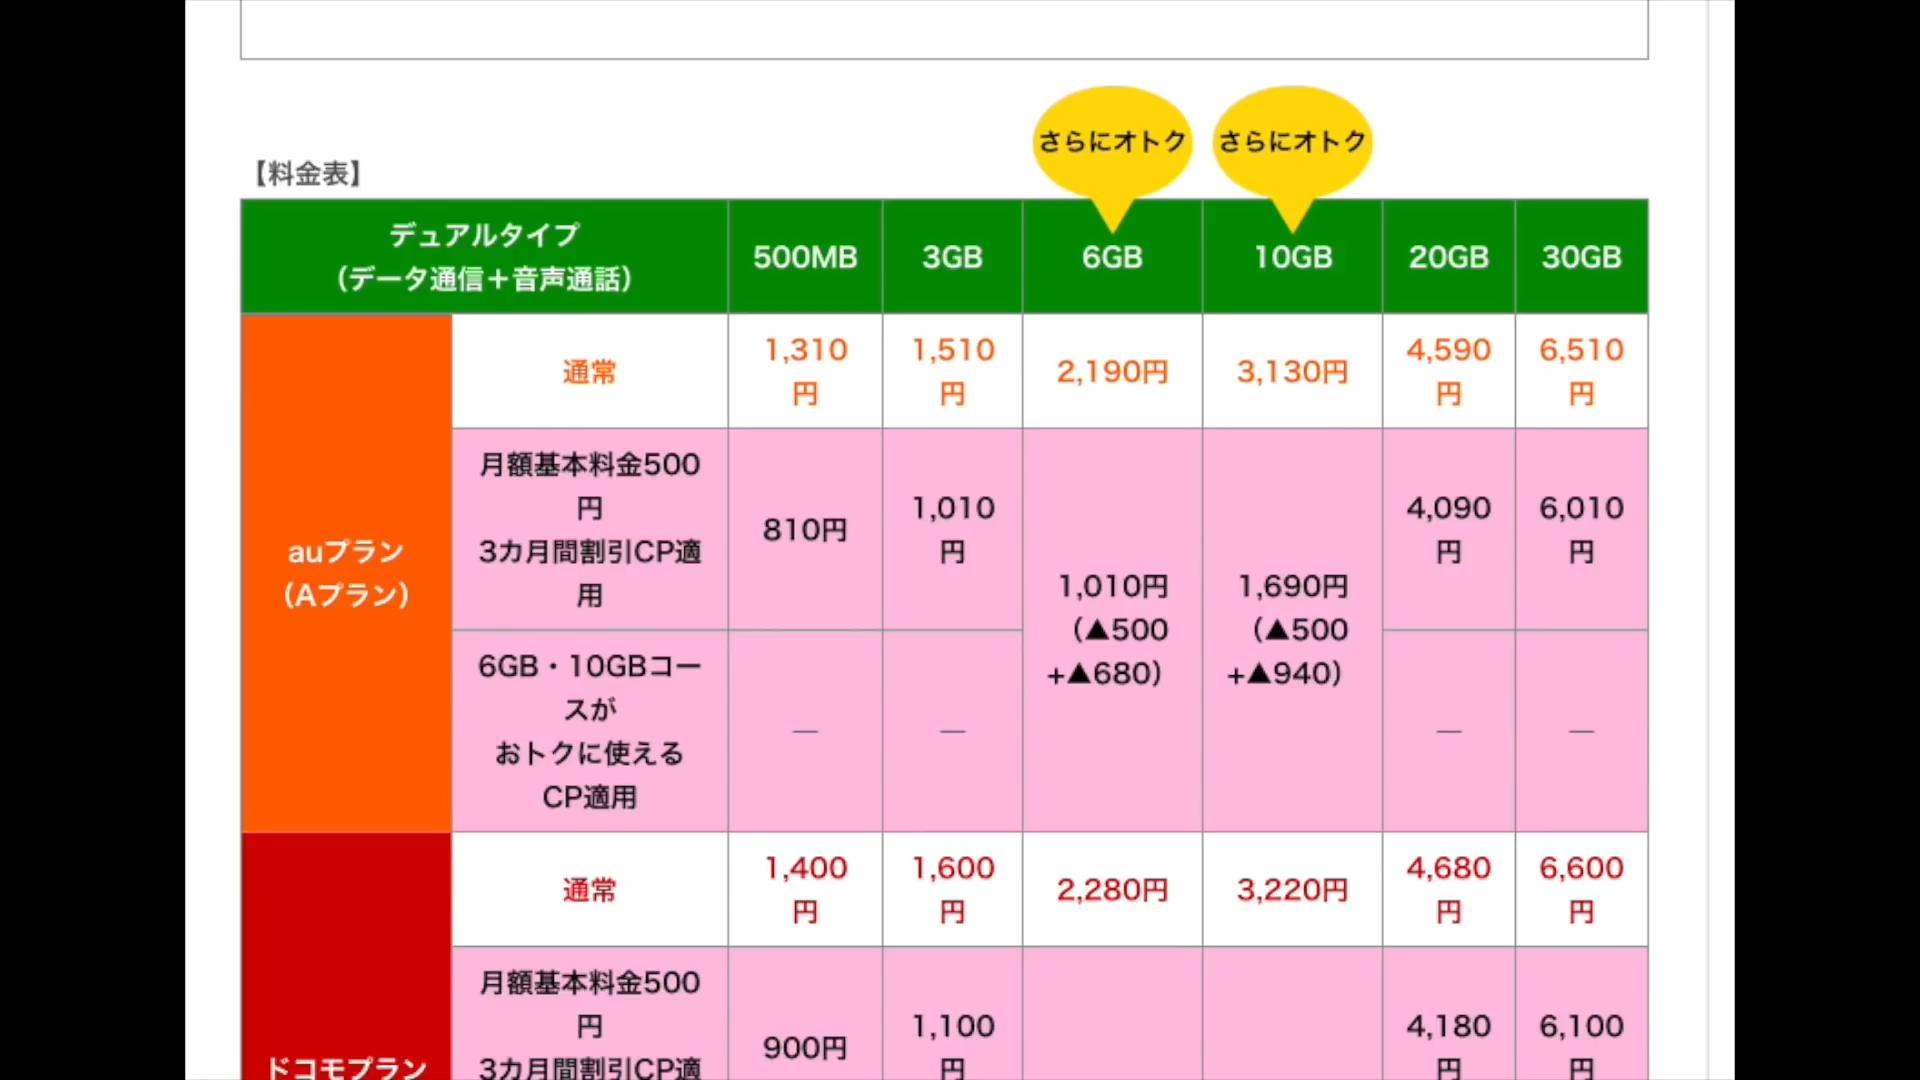 さらにオトク
さらにオトク
【料金表】
デュアルタイプ
（データ通信＋音声通話）
500MB
3GB
6GB
10GB
20GB
30GB
auプラン
（Aプラン）
通常
1,310
円
1,510
円
2,190円
3,130円
4,590
円
6,510
円
月額基本料金500
円
3カ月間割引CP適
用
810円
1,010
円
1,010円
（▲500
+▲680）
1,690円
（▲500
+▲940）
4,090
円
6,010
円
6GB・10GBコー
スが
おトクに使える
CP適用
—
—
—
—
ドコモプラン
通常
1,400
円
1,600
円
2,280円
3,220円
4,680
円
6,600
円
月額基本料金500
円
3カ月間割引CP適
900円
1,100
円
4,180
円
6,100
円